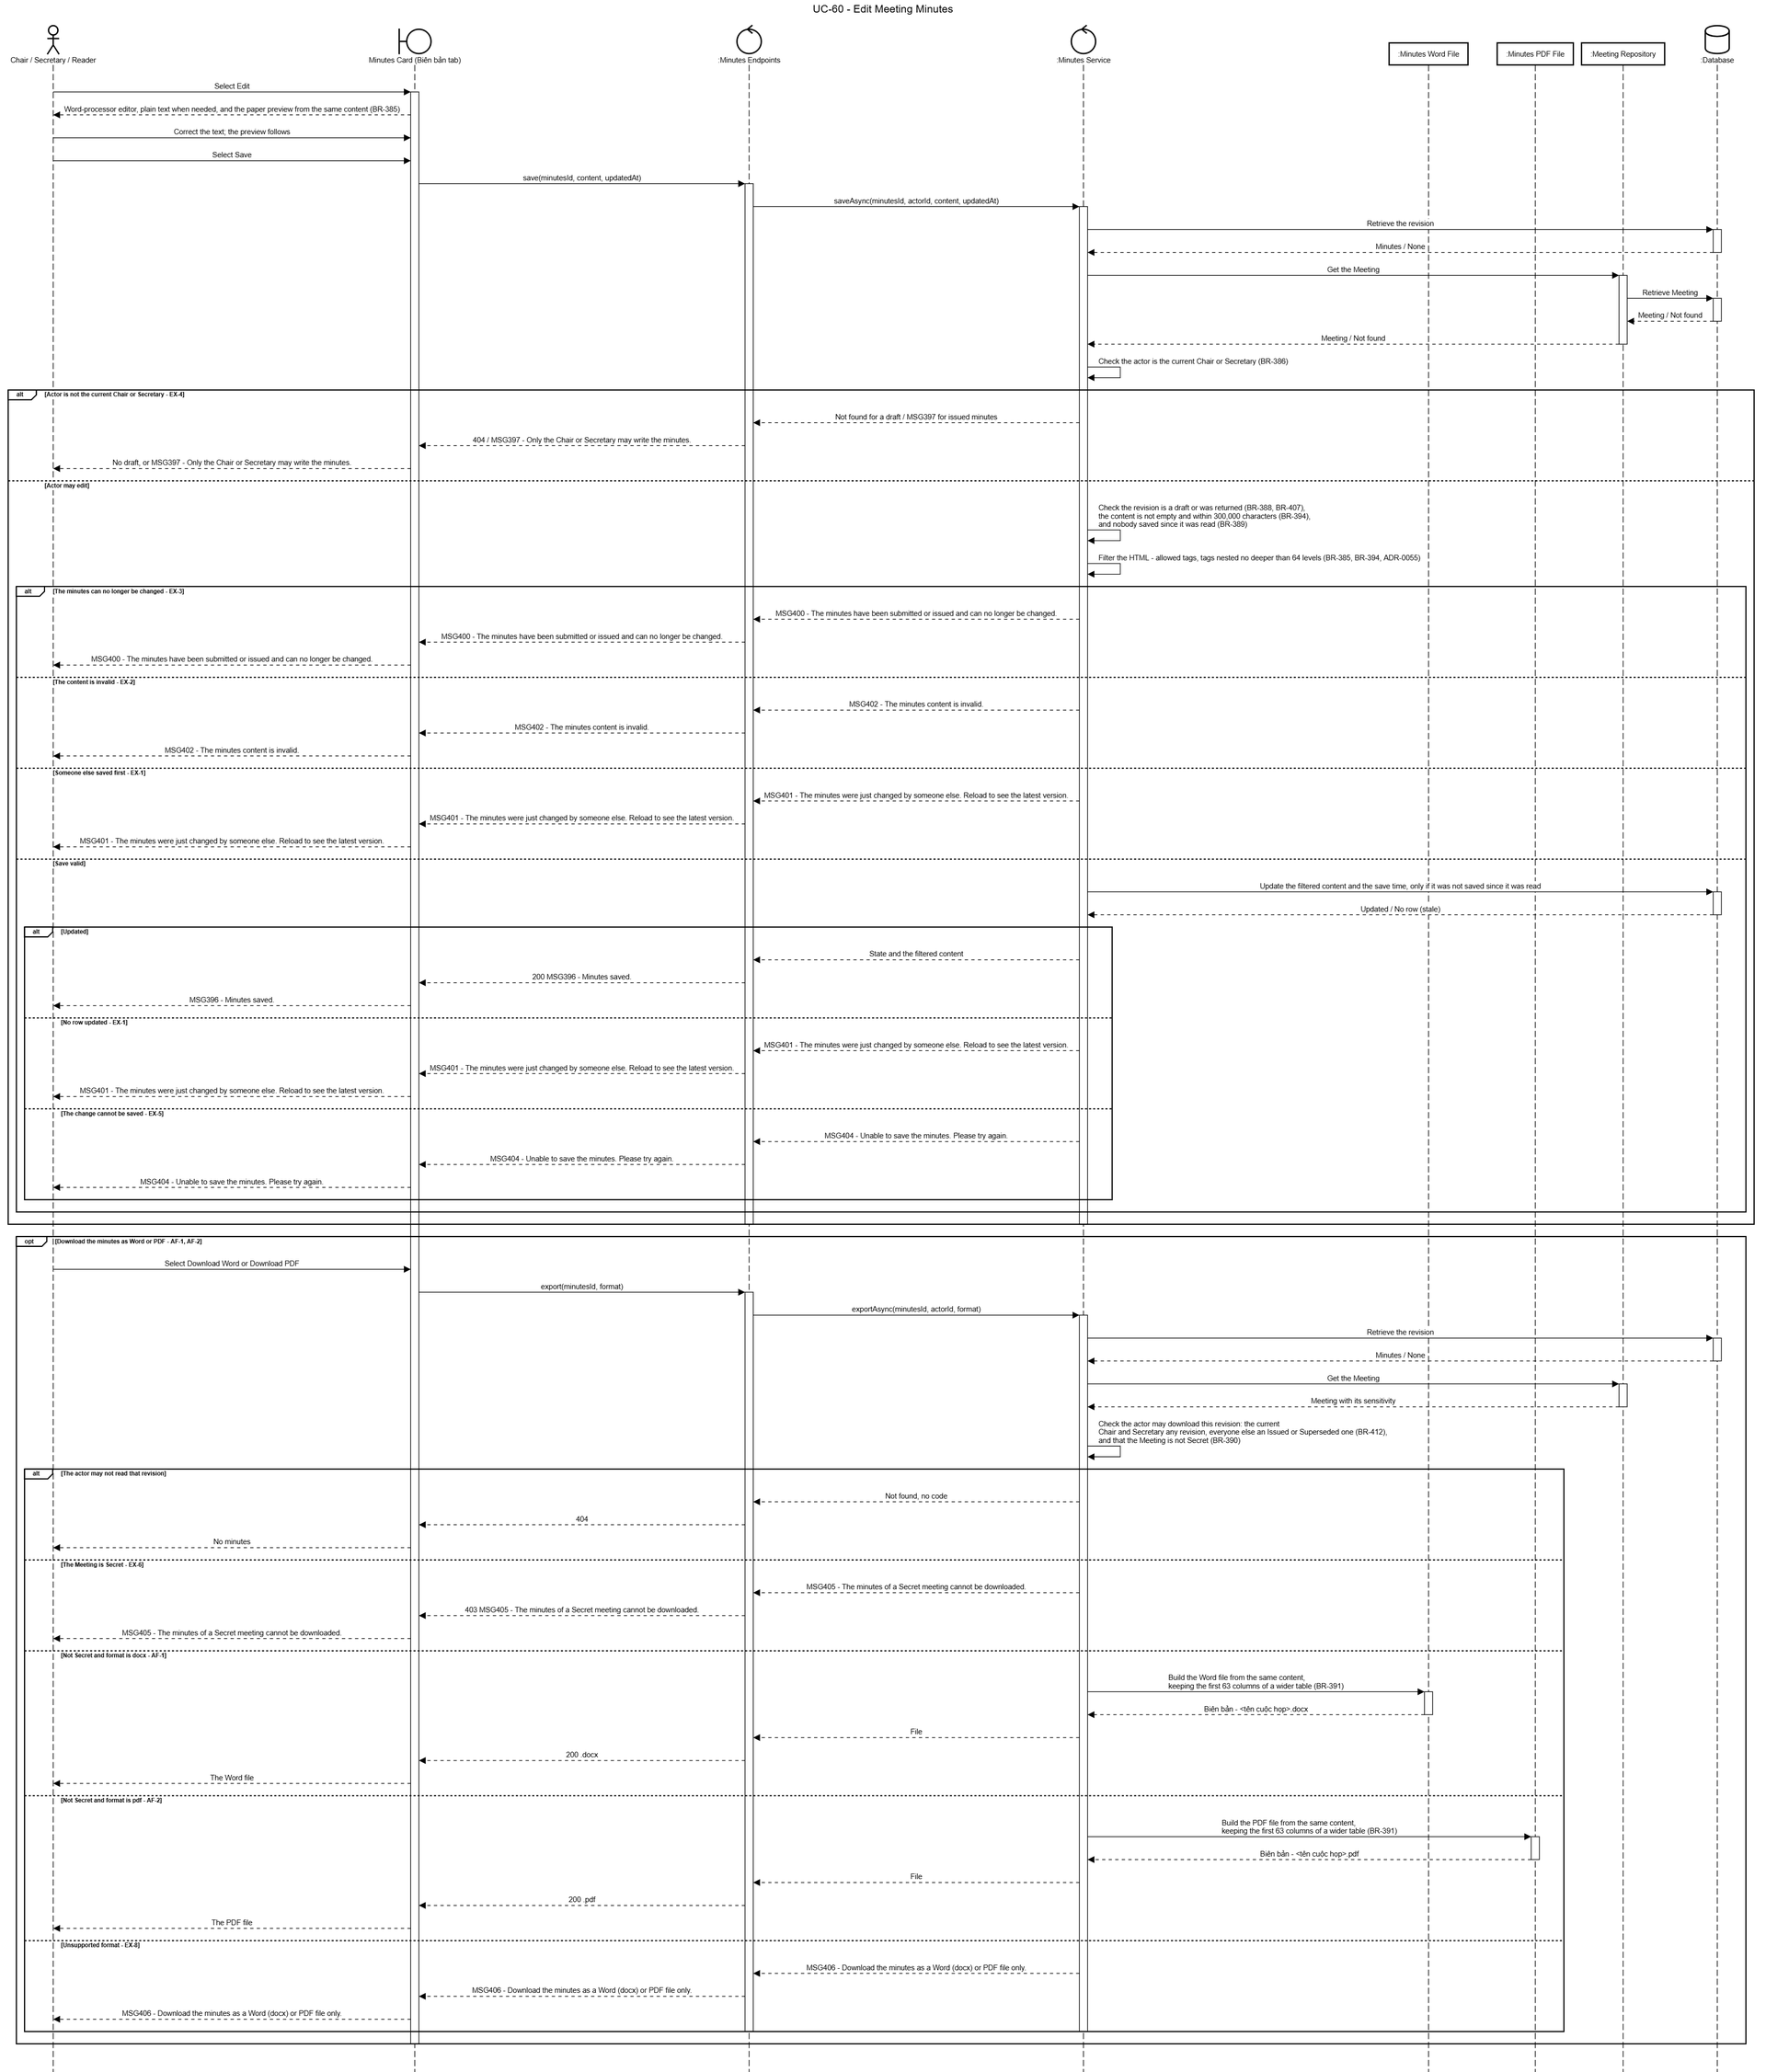 UC-60 - Edit Meeting Minutes
Chair / Secretary / Reader
Minutes Card (Biên bản tab)
:Minutes Endpoints
:Minutes Service
:Minutes Word File
:Minutes PDF File
:Meeting Repository
:Database
Select Edit
Word-processor editor, plain text when needed, and the paper preview from the same content (BR-385)
Correct the text; the preview follows
Select Save
save(minutesId, content, updatedAt)
saveAsync(minutesId, actorId, content, updatedAt)
Retrieve the revision
Minutes / None
Get the Meeting
Retrieve Meeting
Meeting / Not found
Meeting / Not found
Check the actor is the current Chair or Secretary (BR-386)
alt
[Actor is not the current Chair or Secretary - EX-4]
Not found for a draft / MSG397 for issued minutes
404 / MSG397 - Only the Chair or Secretary may write the minutes.
No draft, or MSG397 - Only the Chair or Secretary may write the minutes.
[Actor may edit]
Check the revision is a draft or was returned (BR-388, BR-407),
the content is not empty and within 300,000 characters (BR-394),
and nobody saved since it was read (BR-389)
Filter the HTML - allowed tags, tags nested no deeper than 64 levels (BR-385, BR-394, ADR-0055)
alt
[The minutes can no longer be changed - EX-3]
MSG400 - The minutes have been submitted or issued and can no longer be changed.
MSG400 - The minutes have been submitted or issued and can no longer be changed.
MSG400 - The minutes have been submitted or issued and can no longer be changed.
[The content is invalid - EX-2]
MSG402 - The minutes content is invalid.
MSG402 - The minutes content is invalid.
MSG402 - The minutes content is invalid.
[Someone else saved first - EX-1]
MSG401 - The minutes were just changed by someone else. Reload to see the latest version.
MSG401 - The minutes were just changed by someone else. Reload to see the latest version.
MSG401 - The minutes were just changed by someone else. Reload to see the latest version.
[Save valid]
Update the filtered content and the save time, only if it was not saved since it was read
Updated / No row (stale)
alt
[Updated]
State and the filtered content
200 MSG396 - Minutes saved.
MSG396 - Minutes saved.
[No row updated - EX-1]
MSG401 - The minutes were just changed by someone else. Reload to see the latest version.
MSG401 - The minutes were just changed by someone else. Reload to see the latest version.
MSG401 - The minutes were just changed by someone else. Reload to see the latest version.
[The change cannot be saved - EX-5]
MSG404 - Unable to save the minutes. Please try again.
MSG404 - Unable to save the minutes. Please try again.
MSG404 - Unable to save the minutes. Please try again.
opt
[Download the minutes as Word or PDF - AF-1, AF-2]
Select Download Word or Download PDF
export(minutesId, format)
exportAsync(minutesId, actorId, format)
Retrieve the revision
Minutes / None
Get the Meeting
Meeting with its sensitivity
Check the actor may download this revision: the current
Chair and Secretary any revision, everyone else an Issued or Superseded one (BR-412),
and that the Meeting is not Secret (BR-390)
alt
[The actor may not read that revision]
Not found, no code
404
No minutes
[The Meeting is Secret - EX-6]
MSG405 - The minutes of a Secret meeting cannot be downloaded.
403 MSG405 - The minutes of a Secret meeting cannot be downloaded.
MSG405 - The minutes of a Secret meeting cannot be downloaded.
[Not Secret and format is docx - AF-1]
Build the Word file from the same content,
keeping the first 63 columns of a wider table (BR-391)
Biên bản - <tên cuộc họp>.docx
File
200 .docx
The Word file
[Not Secret and format is pdf - AF-2]
Build the PDF file from the same content,
keeping the first 63 columns of a wider table (BR-391)
Biên bản - <tên cuộc họp>.pdf
File
200 .pdf
The PDF file
[Unsupported format - EX-8]
MSG406 - Download the minutes as a Word (docx) or PDF file only.
MSG406 - Download the minutes as a Word (docx) or PDF file only.
MSG406 - Download the minutes as a Word (docx) or PDF file only.